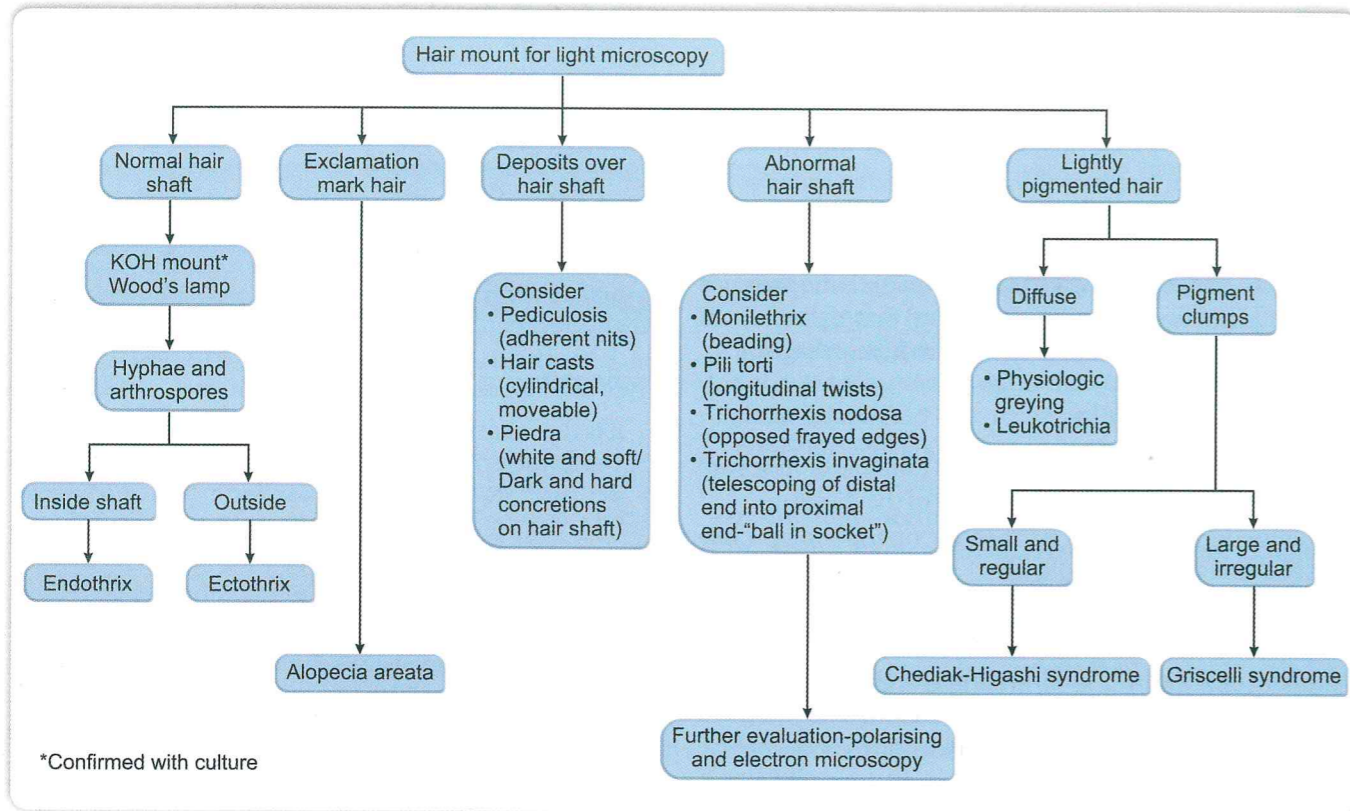 Hair mount for light microscopy
Normal hair
shaft
Exclamation
mark hair
Deposits over
hair shaft
Abnormal
hair shaft
Lightly
pigmented hair
KOH mount*
Wood's lamp
Hyphae and
arthrospores
Inside shaft
Outside
Endothrix
Ectothrix
Alopecia areata
Consider
• Pediculosis
(adherent nits)
• Hair casts
(cylindrical,
moveable)
• Piedra
(white and soft/
Dark and hard
concretions
on hair shaft)
Consider
• Monilethrix
(beading)
• Pili torti
(longitudinal twists)
• Trichorrhexis nodosa
(opposed frayed edges)
• Trichorrhexis invaginata
(telescoping of distal
end into proximal
end-“ball in socket”)
Further evaluation-polarising
and electron microscopy
Diffuse
Pigment
clumps
• Physiologic
greying
• Leukotrichia
Small and
regular
Large and
irregular
Chediak-Higashi syndrome
Griscelli syndrome
*Confirmed with culture